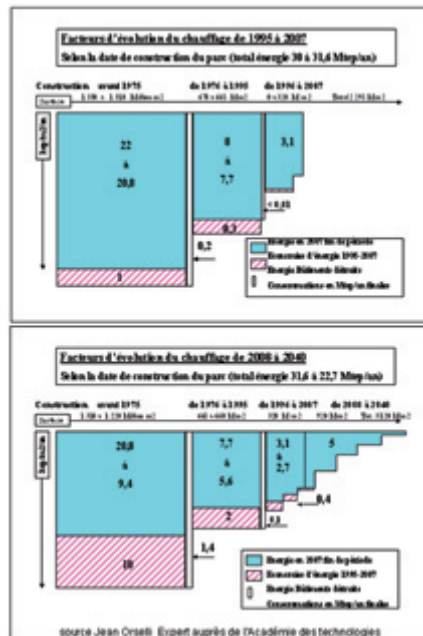 Facteurs d'évolution du chauffage de 1995 à 2007
Selon la date de construction du parc (total énergie 30 à 31,6 Mtep/an)
Construction avant 1975 de 1976 à 1995 de 1996 à 2007
Surface
22
à
20,8
8
à
7,7
3,1
0,3
0,2
1
Energie en 2007 fin de période
Economies d'énergie 1995-2007
Energie Bâtiments détruits
Consommations en Mtep/an finales
Facteurs d'évolution du chauffage de 2008 à 2040
Selon la date de construction du parc (total énergie 31,6 à 22,7 Mtep/an)
Construction avant 1975 de 1976 à 1995 de 1996 à 2007 de 2008 à 2040
Surface
20,8
à
9,4
7,7
à
5,6
3,1
à
2,7
5
2
0,4
1,4
10
Energie en 2007 fin de période
Economies d'énergie 1995-2007
Energie Bâtiments détruits
Consommations en Mtep/an finales
source Jean Orselli Expert auprès de l'Académie des technologies